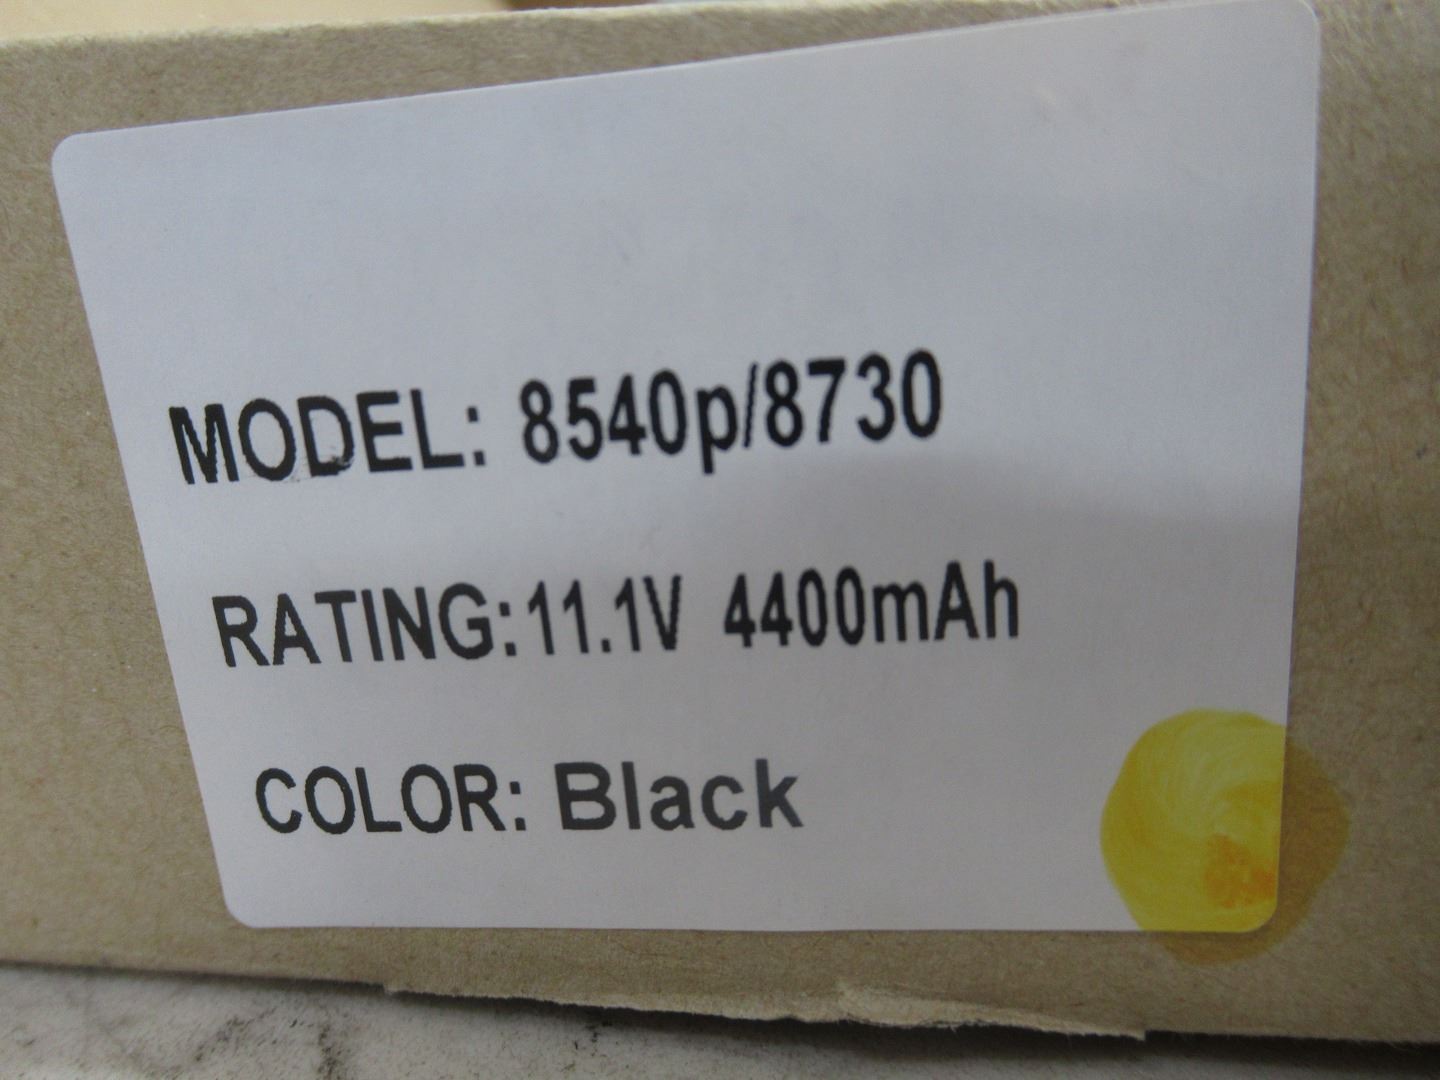 MODEL: 8540p/8730
RATING:11.1V 4400mAh
COLOR: Black